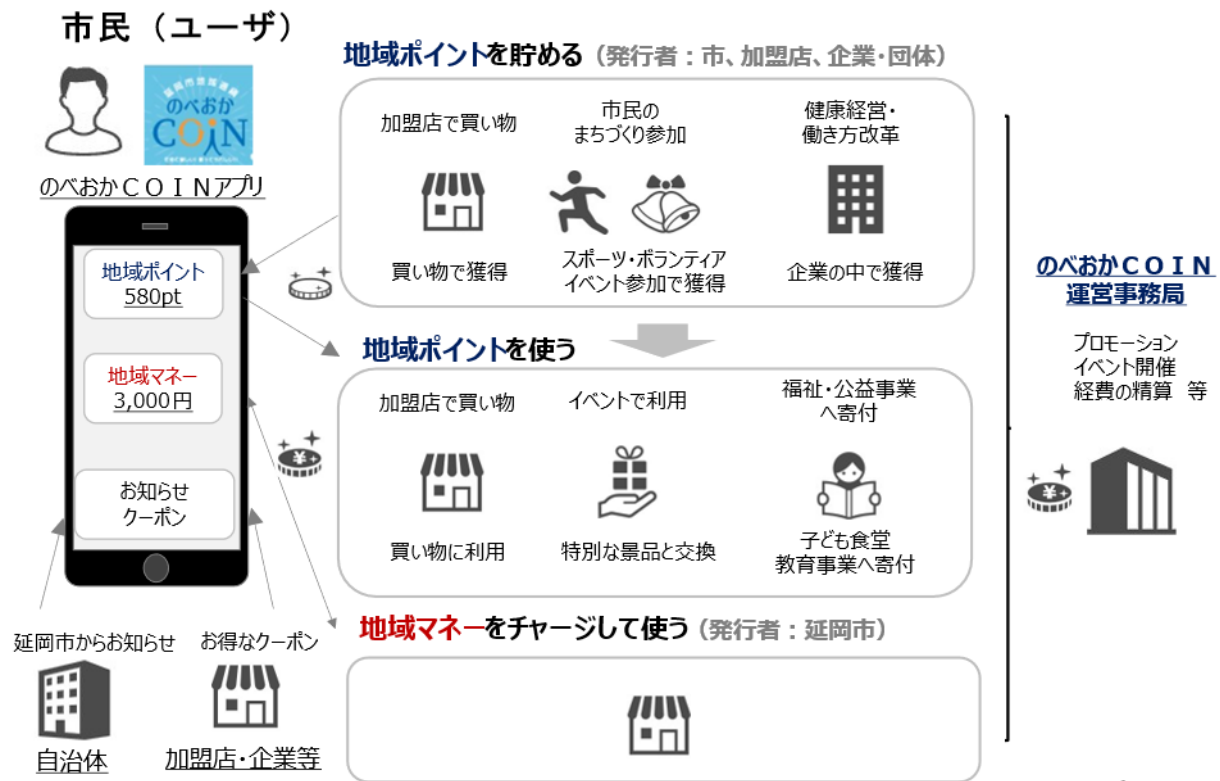 市民（ユーザ）
延岡市地域通貨
のべおか
COiN
のべおかＣＯＩＮアプリ
地域ポイント
580pt
地域マネー
3,000円
お知らせ
クーポン
延岡市からお知らせ
自治体
お得なクーポン
加盟店・企業等
地域ポイントを貯める（発行者：市、加盟店、企業・団体）
加盟店で買い物
買い物で獲得
市民の
まちづくり参加
スポーツ・ボランティア
イベント参加で獲得
健康経営・
働き方改革
企業の中で獲得
地域ポイントを使う
加盟店で買い物
買い物に利用
イベントで利用
特別な景品と交換
福祉・公益事業
へ寄付
子ども食堂
教育事業へ寄付
地域マネーをチャージして使う（発行者：延岡市）
のべおかＣＯＩＮ
運営事務局
プロモーション
イベント開催
経費の精算　等